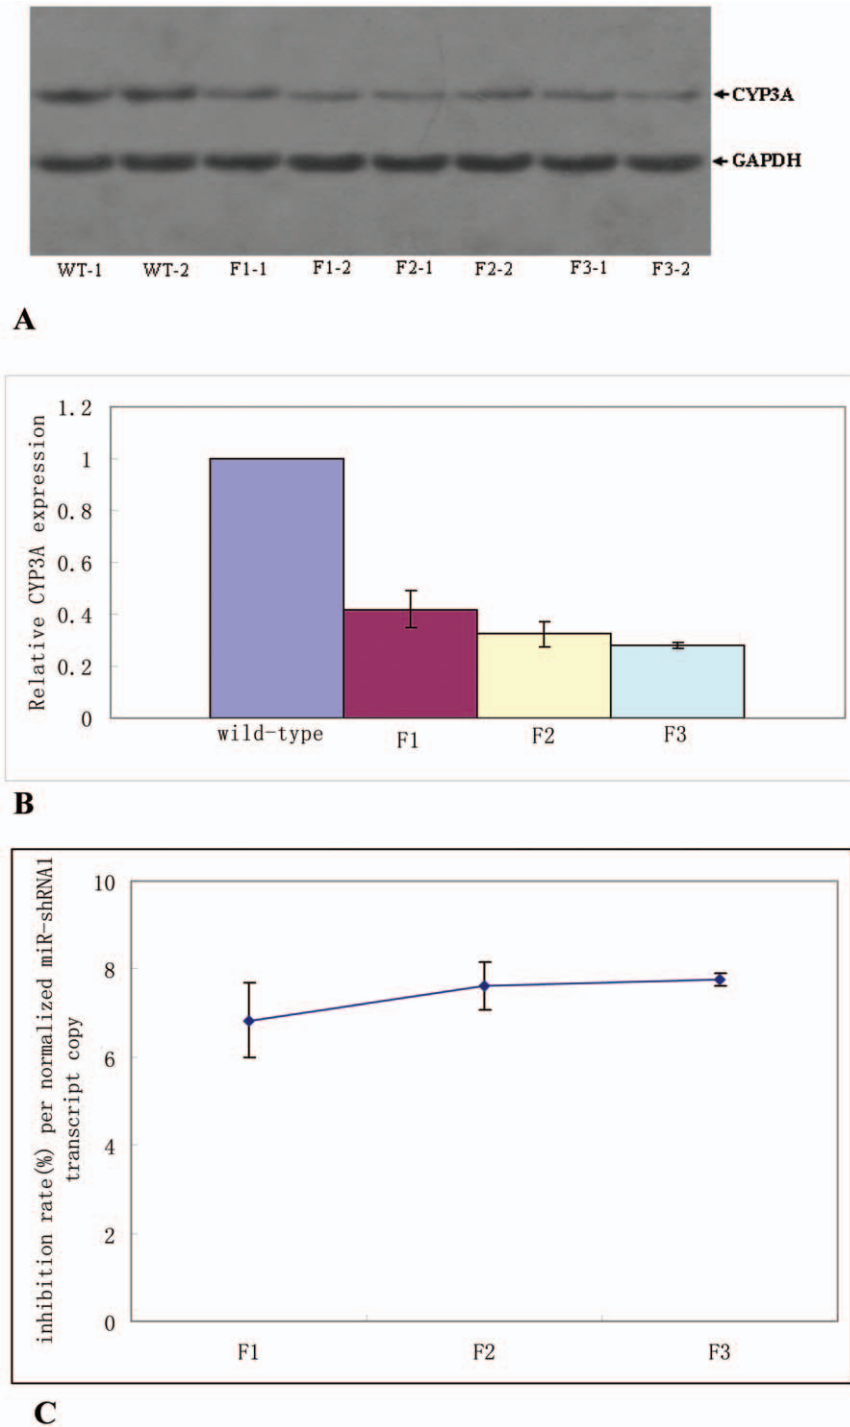 CYP3A
GAPDH
WT-1 WT-2 F1-1 F1-2 F2-1 F2-2 F3-1 F3-2
A
Relative CYP3A expression
1.2
1
0.8
0.6
0.4
0.2
0
wild-type F1 F2 F3
B
inhibition rate(%) per normalized miR-shRNA1
transcript copy
10
8
6
4
2
0
F1 F2 F3
C